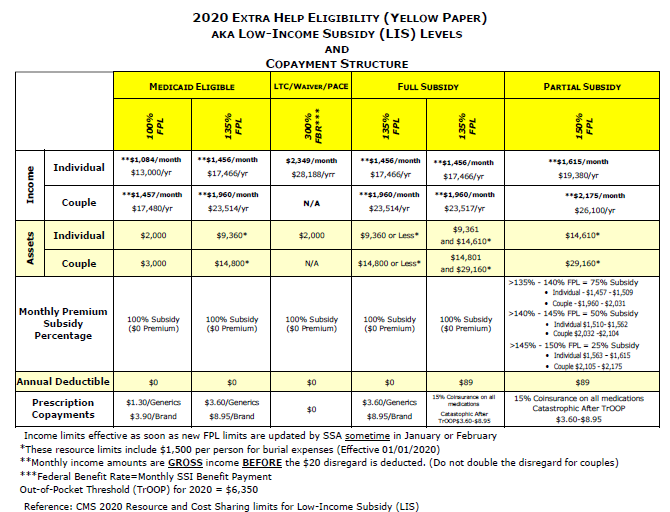 2020 EXTRA HELP ELIGIBILITY (YELLOW PAPER)
AKA LOW-INCOME SUBSIDY (LIS) LEVELS
AND
COPAYMENT STRUCTURE
MEDICAID ELIGIBLE
LTC/WAIVER/PACE
FULL SUBSIDY
PARTIAL SUBSIDY
100% FPL
135% FPL
300% FBR***
135% FPL
135% FPL
150% FPL
Income
Individual
**$1,084/month
$13,000/yr
**$1,456/month
$17,466/yr
$2,349/month
$28,188/yrr
**$1,456/month
$17,466/yr
**$1,456/month
$17,466/yr
**$1,615/month
$19,380/yr
Couple
**$1,457/month
$17,480/yr
**$1,960/month
$23,514/yr
N/A
**$1,960/month
$23,514/yr
**$1,960/month
$23,517/yr
**$2,175/month
$26,100/yr
Assets
Individual
$2,000
$9,360*
$2,000
$9,360 or Less*
$9,361
and $14,610*
$14,610*
Couple
$3,000
$14,800*
N/A
$14,800 or Less*
$14,801
and $29,160*
$29,160*
Monthly Premium
Subsidy
Percentage
100% Subsidy
($0 Premium)
100% Subsidy
($0 Premium)
100% Subsidy
($0 Premium)
100% Subsidy
($0 Premium)
100% Subsidy
($0 Premium)
>135% - 140% FPL = 75% Subsidy
• Individual - $1,457 -$1,509
• Couple - $1,960 - $2,031
>140% - 145% FPL = 50% Subsidy
• Individual $1,510- $1,562
• Couple $2,032 -$2,104
>145% - 150% FPL = 25% Subsidy
• Individual $1,563 - $1,615
• Couple $2,105 - $2,175
Annual Deductible
$0
$0
$0
$0
$89
$89
Prescription
Copayments
$1.30/Generics
$3.90/Brand
$3.60/Generics
$8.95/Brand
$0
$3.60/Generics
$8.95/Brand
15% Coinsurance on all
medications
Catastrophic After
TrOOP$3.60-$8.95
15% Coinsurance on all medications
Catastrophic After TrOOP
$3.60-$8.95
Income limits effective as soon as new FPL limits are updated by SSA sometime in January or February
*These resource limits include $1,500 per person for burial expenses (Effective 01/01/2020)
**Monthly income amounts are GROSS income BEFORE the $20 disregard is deducted. (Do not double the disregard for couples)
***Federal Benefit Rate=Monthly SSI Benefit Payment
Out-of-Pocket Threshold (TrOOP) for 2020 = $6,350
Reference: CMS 2020 Resource and Cost Sharing limits for Low-Income Subsidy (LIS)